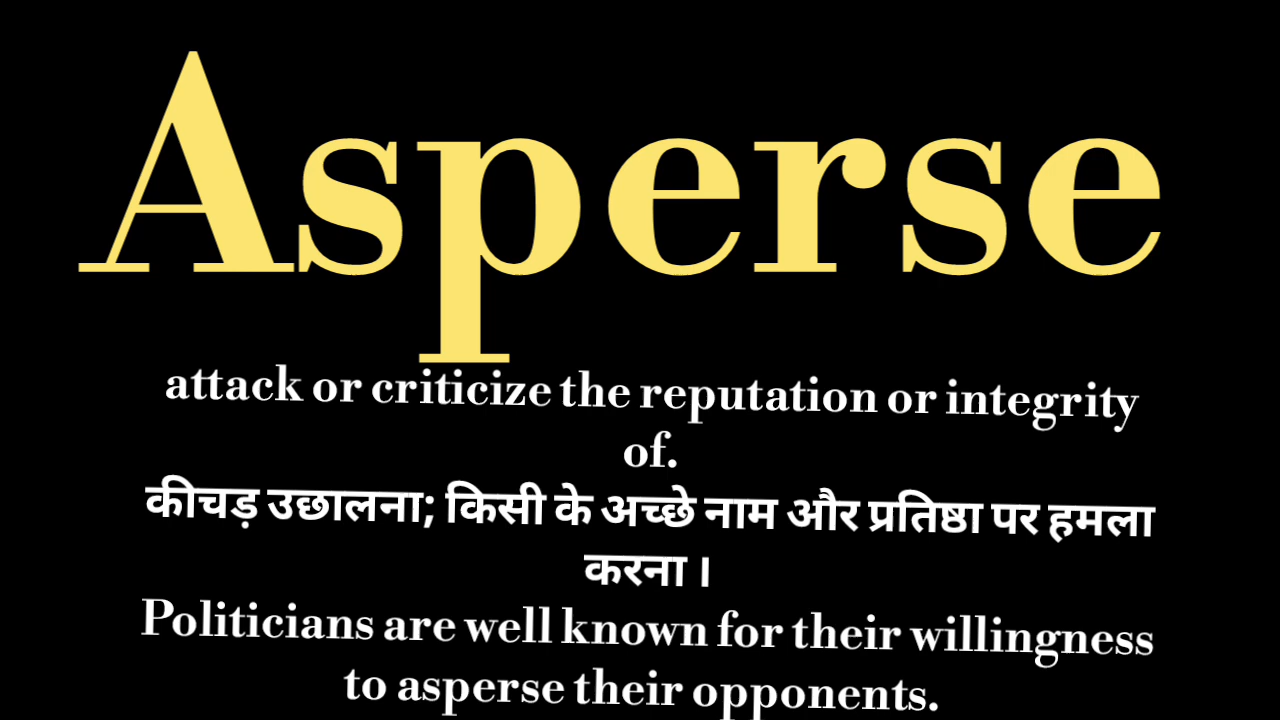 Asperse
attack or criticize the reputation or integrity
of.
कीचड़ उछालना; किसी के अच्छे नाम और प्रतिष्ठा पर हमला
करना ।
Politicians are well known for their willingness
to asperse their opponents.